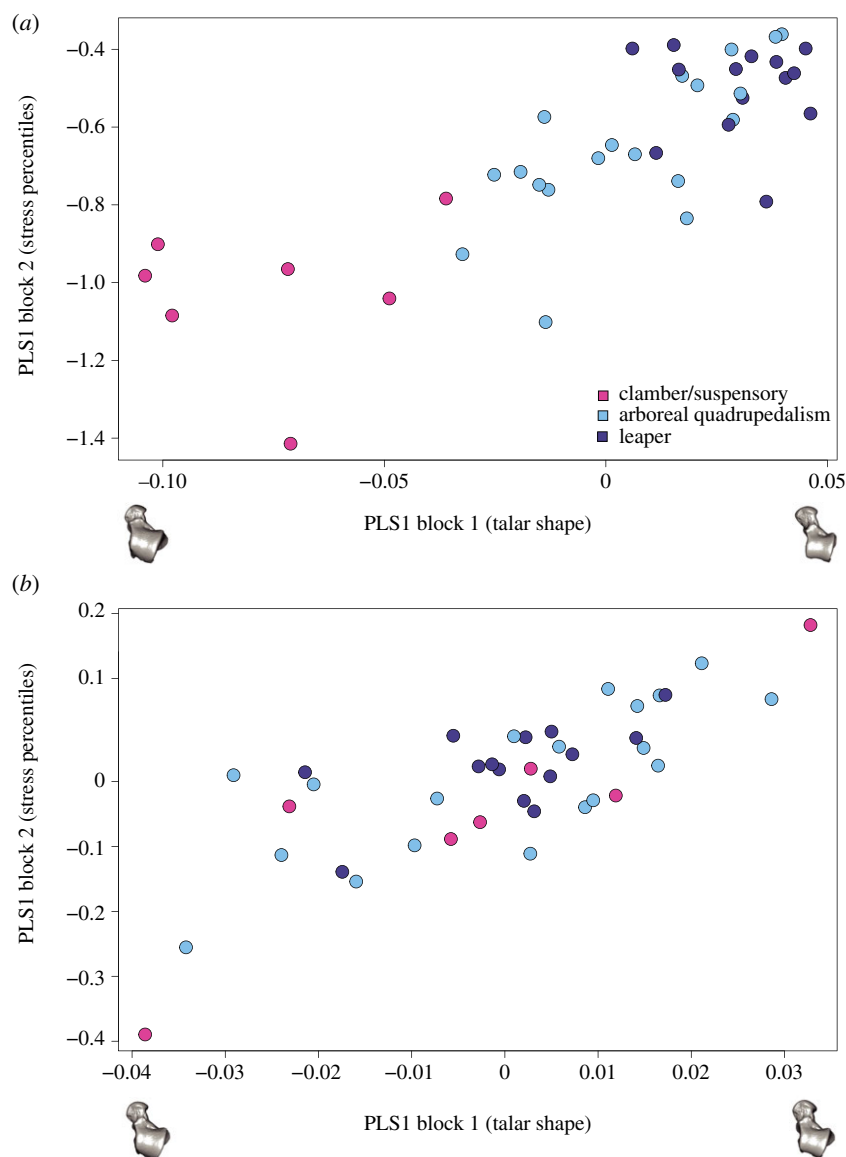 (a)
PLS1 block 2 (stress percentiles)
−0.4
−0.6
−0.8
−1.0
−1.2
−1.4
clamber/suspensory
arboreal quadrupedalism
leaper
−0.10
−0.05
0
0.05
PLS1 block 1 (talar shape)
(b)
PLS1 block 2 (stress percentiles)
0.2
0.1
0
−0.1
−0.2
−0.3
−0.4
−0.04
−0.03
−0.02
−0.01
0
0.01
0.02
0.03
PLS1 block 1 (talar shape)